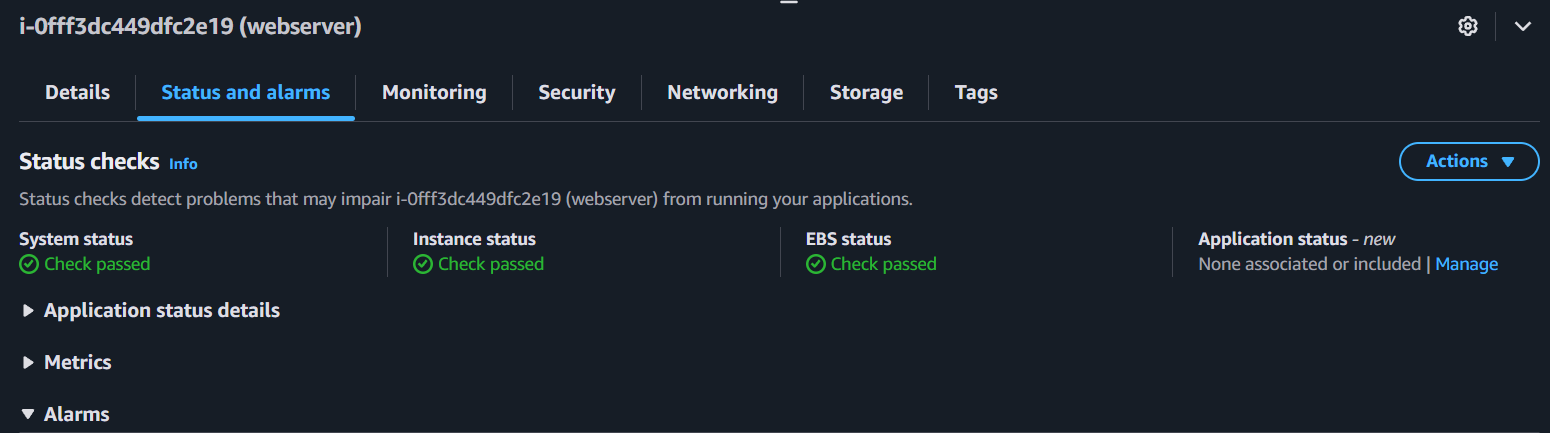 i-0fff3dc449dfc2e19 (webserver)
Details Status and alarms Monitoring Security Networking Storage Tags
Status checks Info
Actions
Status checks detect problems that may impair i-0fff3dc449dfc2e19 (webserver) from running your applications.
System status Instance status EBS status Application status - new
Check passed Check passed Check passed None associated or included | Manage
Application status details
Metrics
Alarms